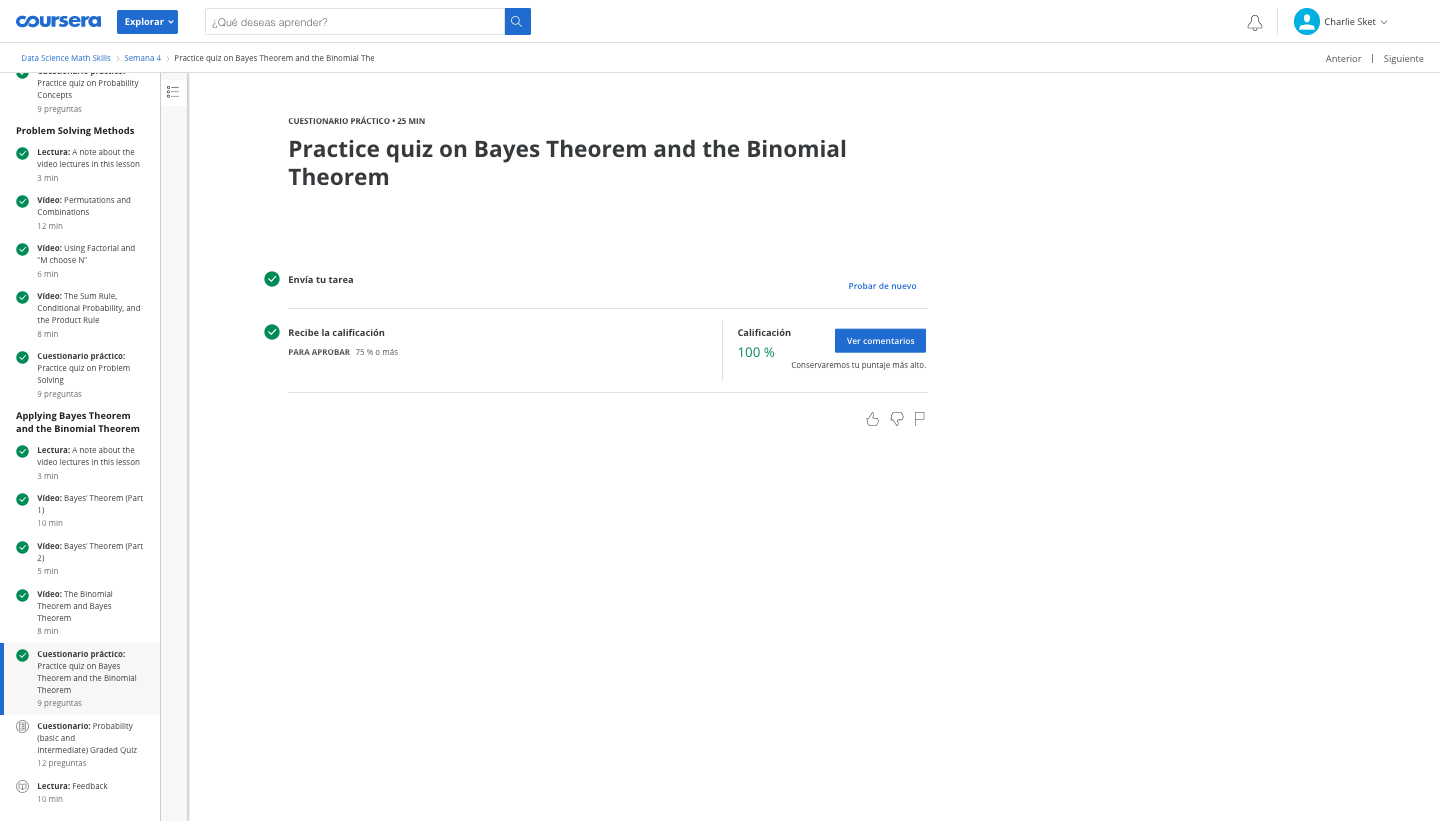 coursera
Explorar
¿Qué deseas aprender?
Charlie Sket
Data Science Math Skills
Semana 4
Practice quiz on Bayes Theorem and the Binomial The
Anterior | Siguiente
Cuestionario práctico:
Practice quiz on Probability
Concepts
9 preguntas
Problem Solving Methods
Lectura: A note about the
video lectures in this lesson
3 min
Vídeo: Permutations and
Combinations
12 min
Vídeo: Using Factorial and
"M choose N"
6 min
Vídeo: The Sum Rule,
Conditional Probability, and
the Product Rule
8 min
Cuestionario práctico:
Practice quiz on Problem
Solving
9 preguntas
Applying Bayes Theorem
and the Binomial Theorem
Lectura: A note about the
video lectures in this lesson
3 min
Vídeo: Bayes' Theorem (Part
1)
10 min
Vídeo: Bayes' Theorem (Part
2)
5 min
Vídeo: The Binomial
Theorem and Bayes
Theorem
8 min
Cuestionario práctico:
Practice quiz on Bayes
Theorem and the Binomial
Theorem
9 preguntas
Cuestionario: Probability
(basic and
intermediate) Graded Quiz
12 preguntas
Lectura: Feedback
10 min
CUESTIONARIO PRÁCTICO • 25 MIN
Practice quiz on Bayes Theorem and the Binomial
Theorem
Envía tu tarea
Probar de nuevo
Recibe la calificación
PARA APROBAR 75 % o más
Calificación
100 %
Ver comentarios
Conservaremos tu puntaje más alto.